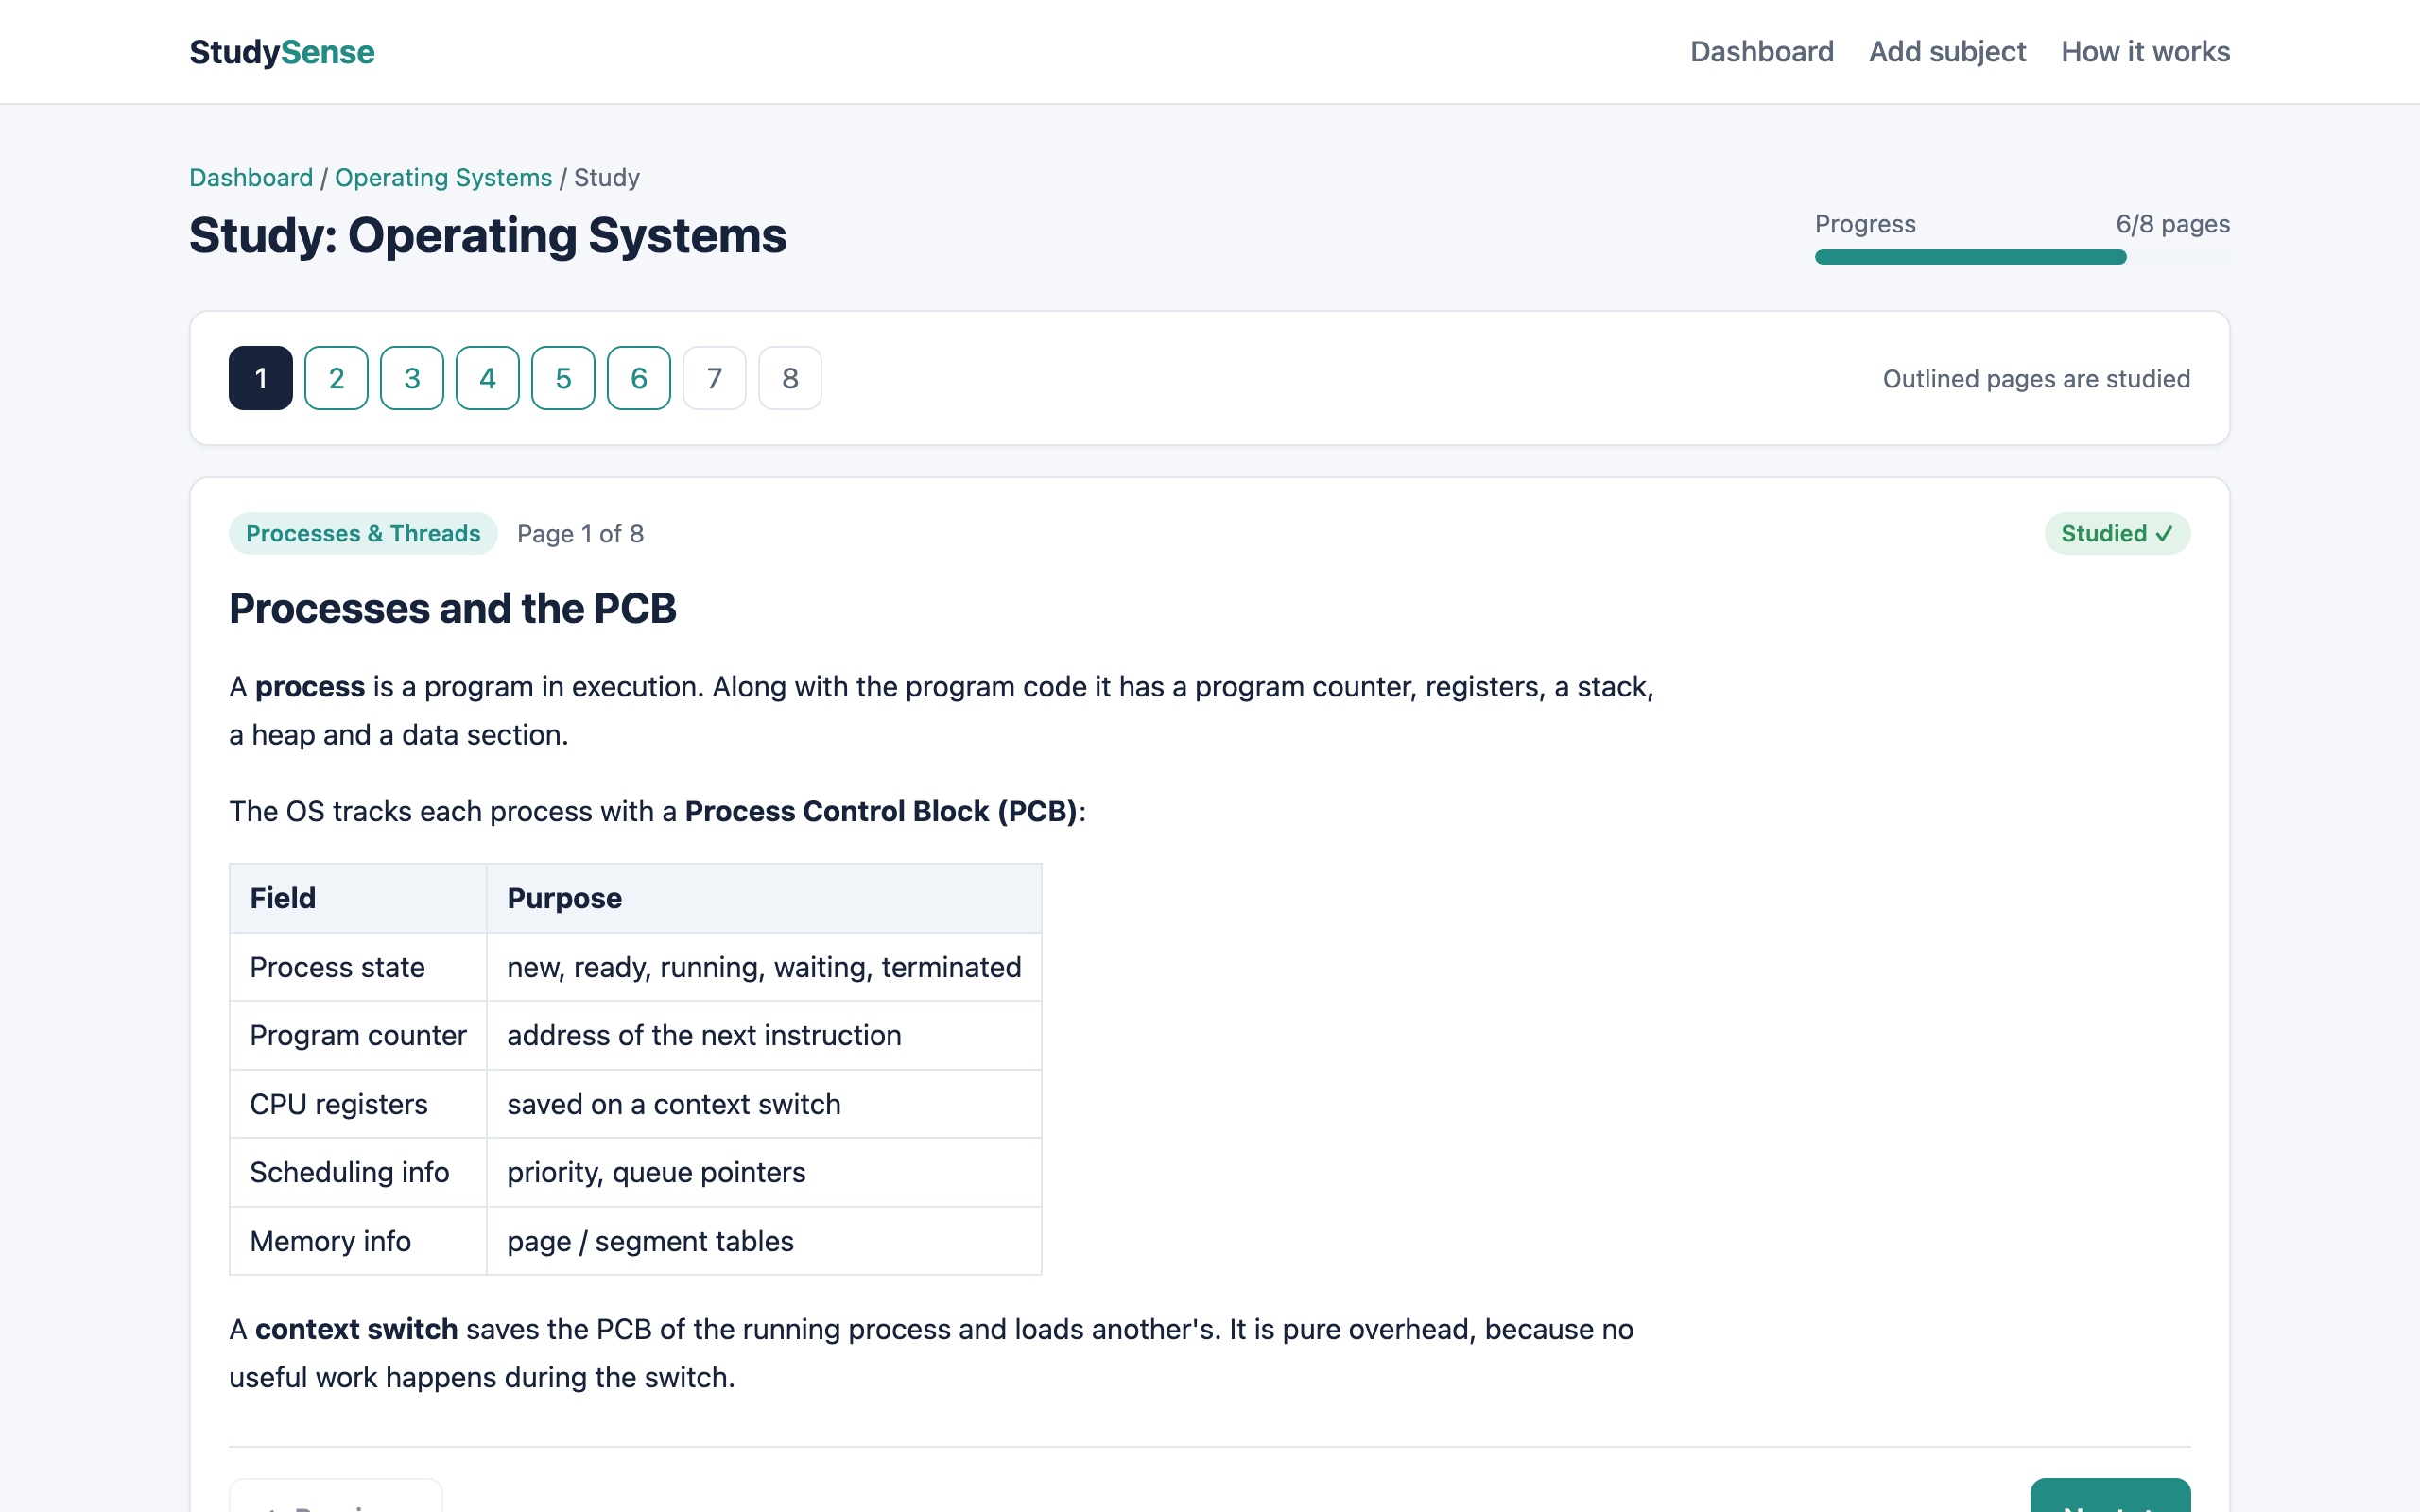 StudySense
Dashboard Add subject How it works
Dashboard / Operating Systems / Study
Study: Operating Systems
Progress 6/8 pages
1 2 3 4 5 6 7 8
Outlined pages are studied
Processes & Threads Page 1 of 8
Studied ✓
Processes and the PCB
A process is a program in execution. Along with the program code it has a program counter, registers, a stack,
a heap and a data section.
The OS tracks each process with a Process Control Block (PCB):
Field Purpose
Process state new, ready, running, waiting, terminated
Program counter address of the next instruction
CPU registers saved on a context switch
Scheduling info priority, queue pointers
Memory info page / segment tables
A context switch saves the PCB of the running process and loads another's. It is pure overhead, because no
useful work happens during the switch.